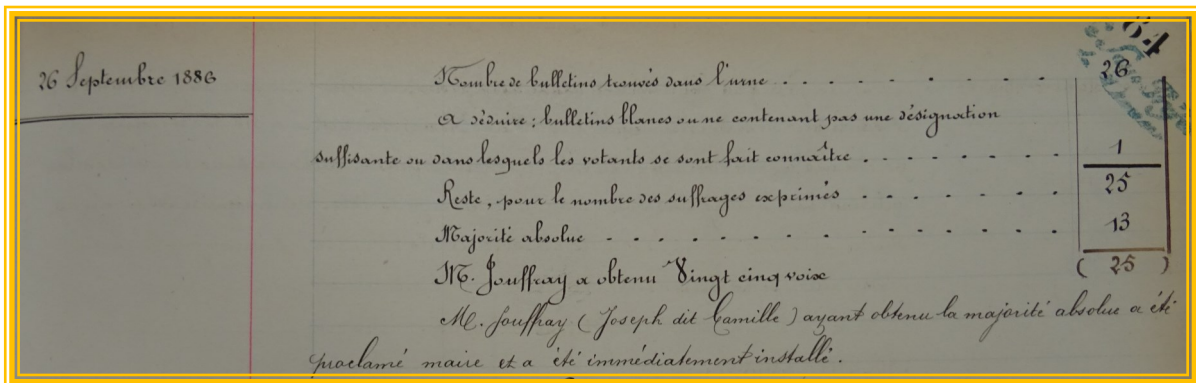 64
26 Septembre 1886
Nombre de bulletins trouvés dans l'urne . . . . . . . . . 26
A déduire : bulletins blancs ou ne contenant pas une désignation
suffisante ou dans lesquels les votants se sont fait connaître . . . . . . . . 1
25
Reste, pour le nombre des suffrages exprimés - . . . . .
Majorité absolue - - . . . . . . . . . . . 13
M. Jouffray a obtenu Vingt cinq voix ( 25 )
M. Jouffray ( Joseph dit Camille ) ayant obtenu la majorité absolue a été
proclamé maire et a été immédiatement installé.